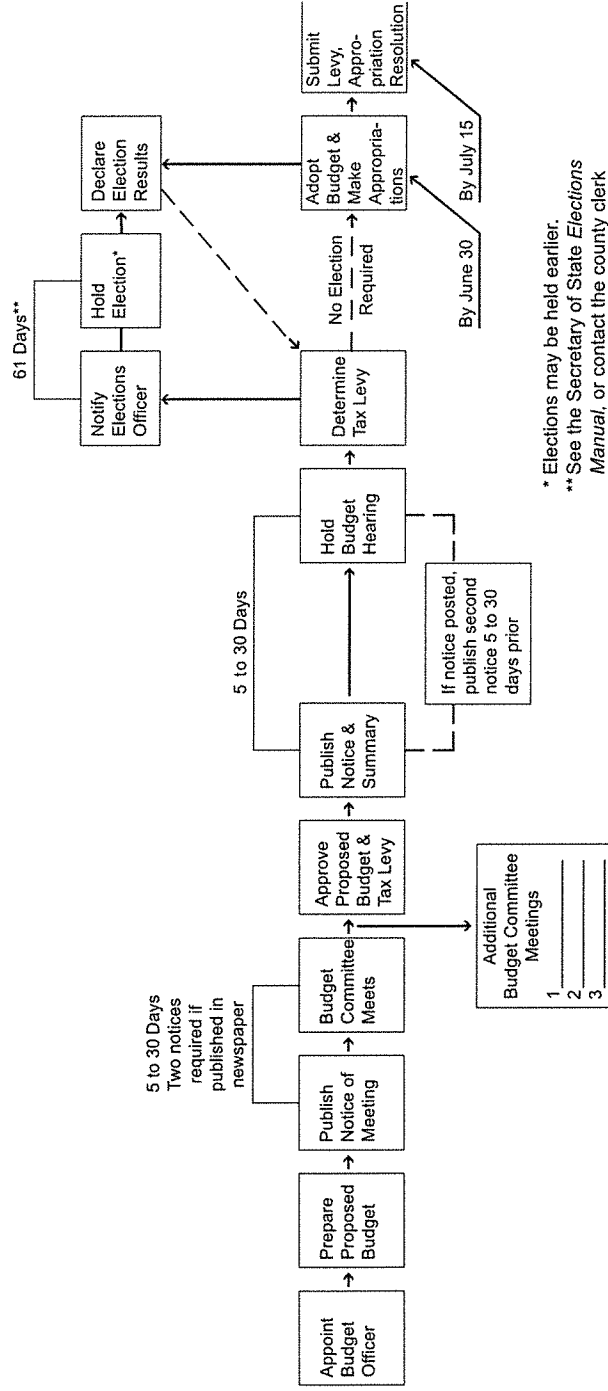 Appoint
Budget
Officer
Prepare
Proposed
Budget
Publish
Notice of
Meeting
5 to 30 Days
Two notices
required if
published in
newspaper
Budget
Committee
Meets
Additional
Budget Committee
Meetings
1
2
3
Approve
Proposed
Budget &
Tax Levy
Publish
Notice &
Summary
5 to 30 Days
If notice posted,
publish second
notice 5 to 30
days prior
Hold
Budget
Hearing
Determine
Tax Levy
Notify
Elections
Officer
61 Days**
Hold
Election*
Declare
Election
Results
No Election
Required
Adopt
Budget &
Make
Appropria-
tions
Submit
Levy,
Appro-
priation
Resolution
By June 30
By July 15
* Elections may be held earlier.
** See the Secretary of State Elections
Manual, or contact the county clerk